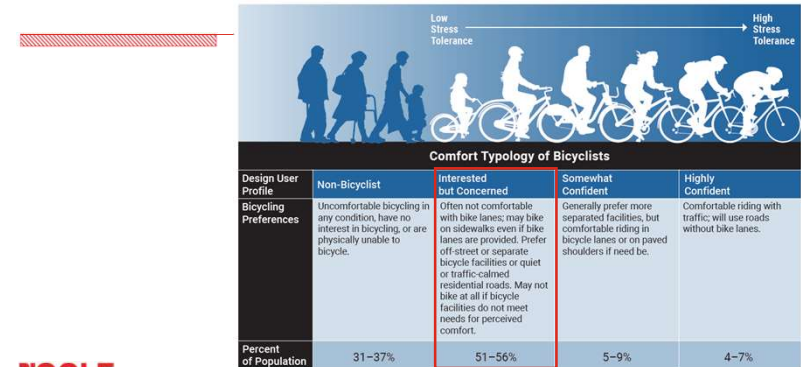 Low
Stress
Tolerance
High
Stress
Tolerance
Comfort Typology of Bicyclists
Design User
Profile
Non-Bicyclist
Interested
but Concerned
Somewhat
Confident
Highly
Confident
Bicycling
Preferences
Uncomfortable bicycling in
any condition, have no
interest in bicycling, or are
physically unable to
bicycle.
Often not comfortable
with bike lanes; may bike
on sidewalks even if bike
lanes are provided. Prefer
off-street or separate
bicycle facilities or quiet
or traffic-calmed
residential roads. May not
bike at all if bicycle
facilities do not meet
needs for perceived
comfort.
Generally prefer more
separated facilities, but
comfortable riding in
bicycle lanes or on paved
shoulders if need be.
Comfortable riding with
traffic; will use roads
without bike lanes.
Percent
of Population
31–37%
51–56%
5–9%
4–7%